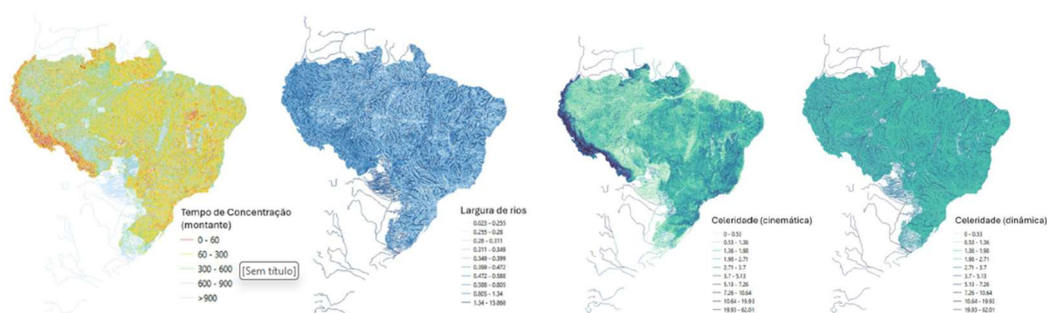 Tempo de Concentração
(montante)
0 - 60
60 - 300
300 - 600
600 - 900
>900
[Sem título]
Largura de rios
0.023 - 0.255
0.255 - 0.28
0.28 - 0.311
0.311 - 0.349
0.349 - 0.399
0.399 - 0.472
0.472 - 0.588
0.588 - 0.805
0.805 - 1.34
1.34 - 15.868
Celeridade (cinemática)
0 - 0.53
0.53 - 1.36
1.36 - 1.98
1.98 - 2.71
2.71 - 3.7
3.7 - 5.13
5.13 - 7.26
7.26 - 10.64
10.64 - 19.93
19.93 - 62.01
Celeridade (dinâmica)
0 - 0.53
0.53 - 1.36
1.36 - 1.98
1.98 - 2.71
2.71 - 3.7
3.7 - 5.13
5.13 - 7.26
7.26 - 10.64
10.64 - 19.93
19.93 - 62.01